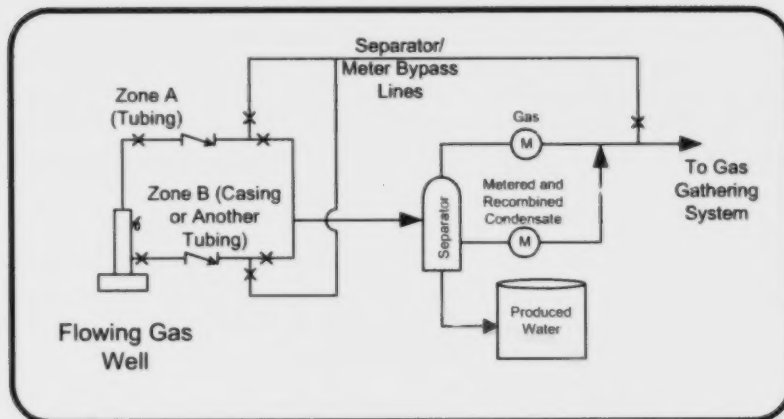 Separator/
Meter Bypass
Lines
Zone A
(Tubing)
Gas
M
To Gas
Gathering
System
Zone B (Casing
or Another
Tubing)
Metered and
Recombined
Condensate
M
Separator
Produced
Water
Flowing Gas
Well